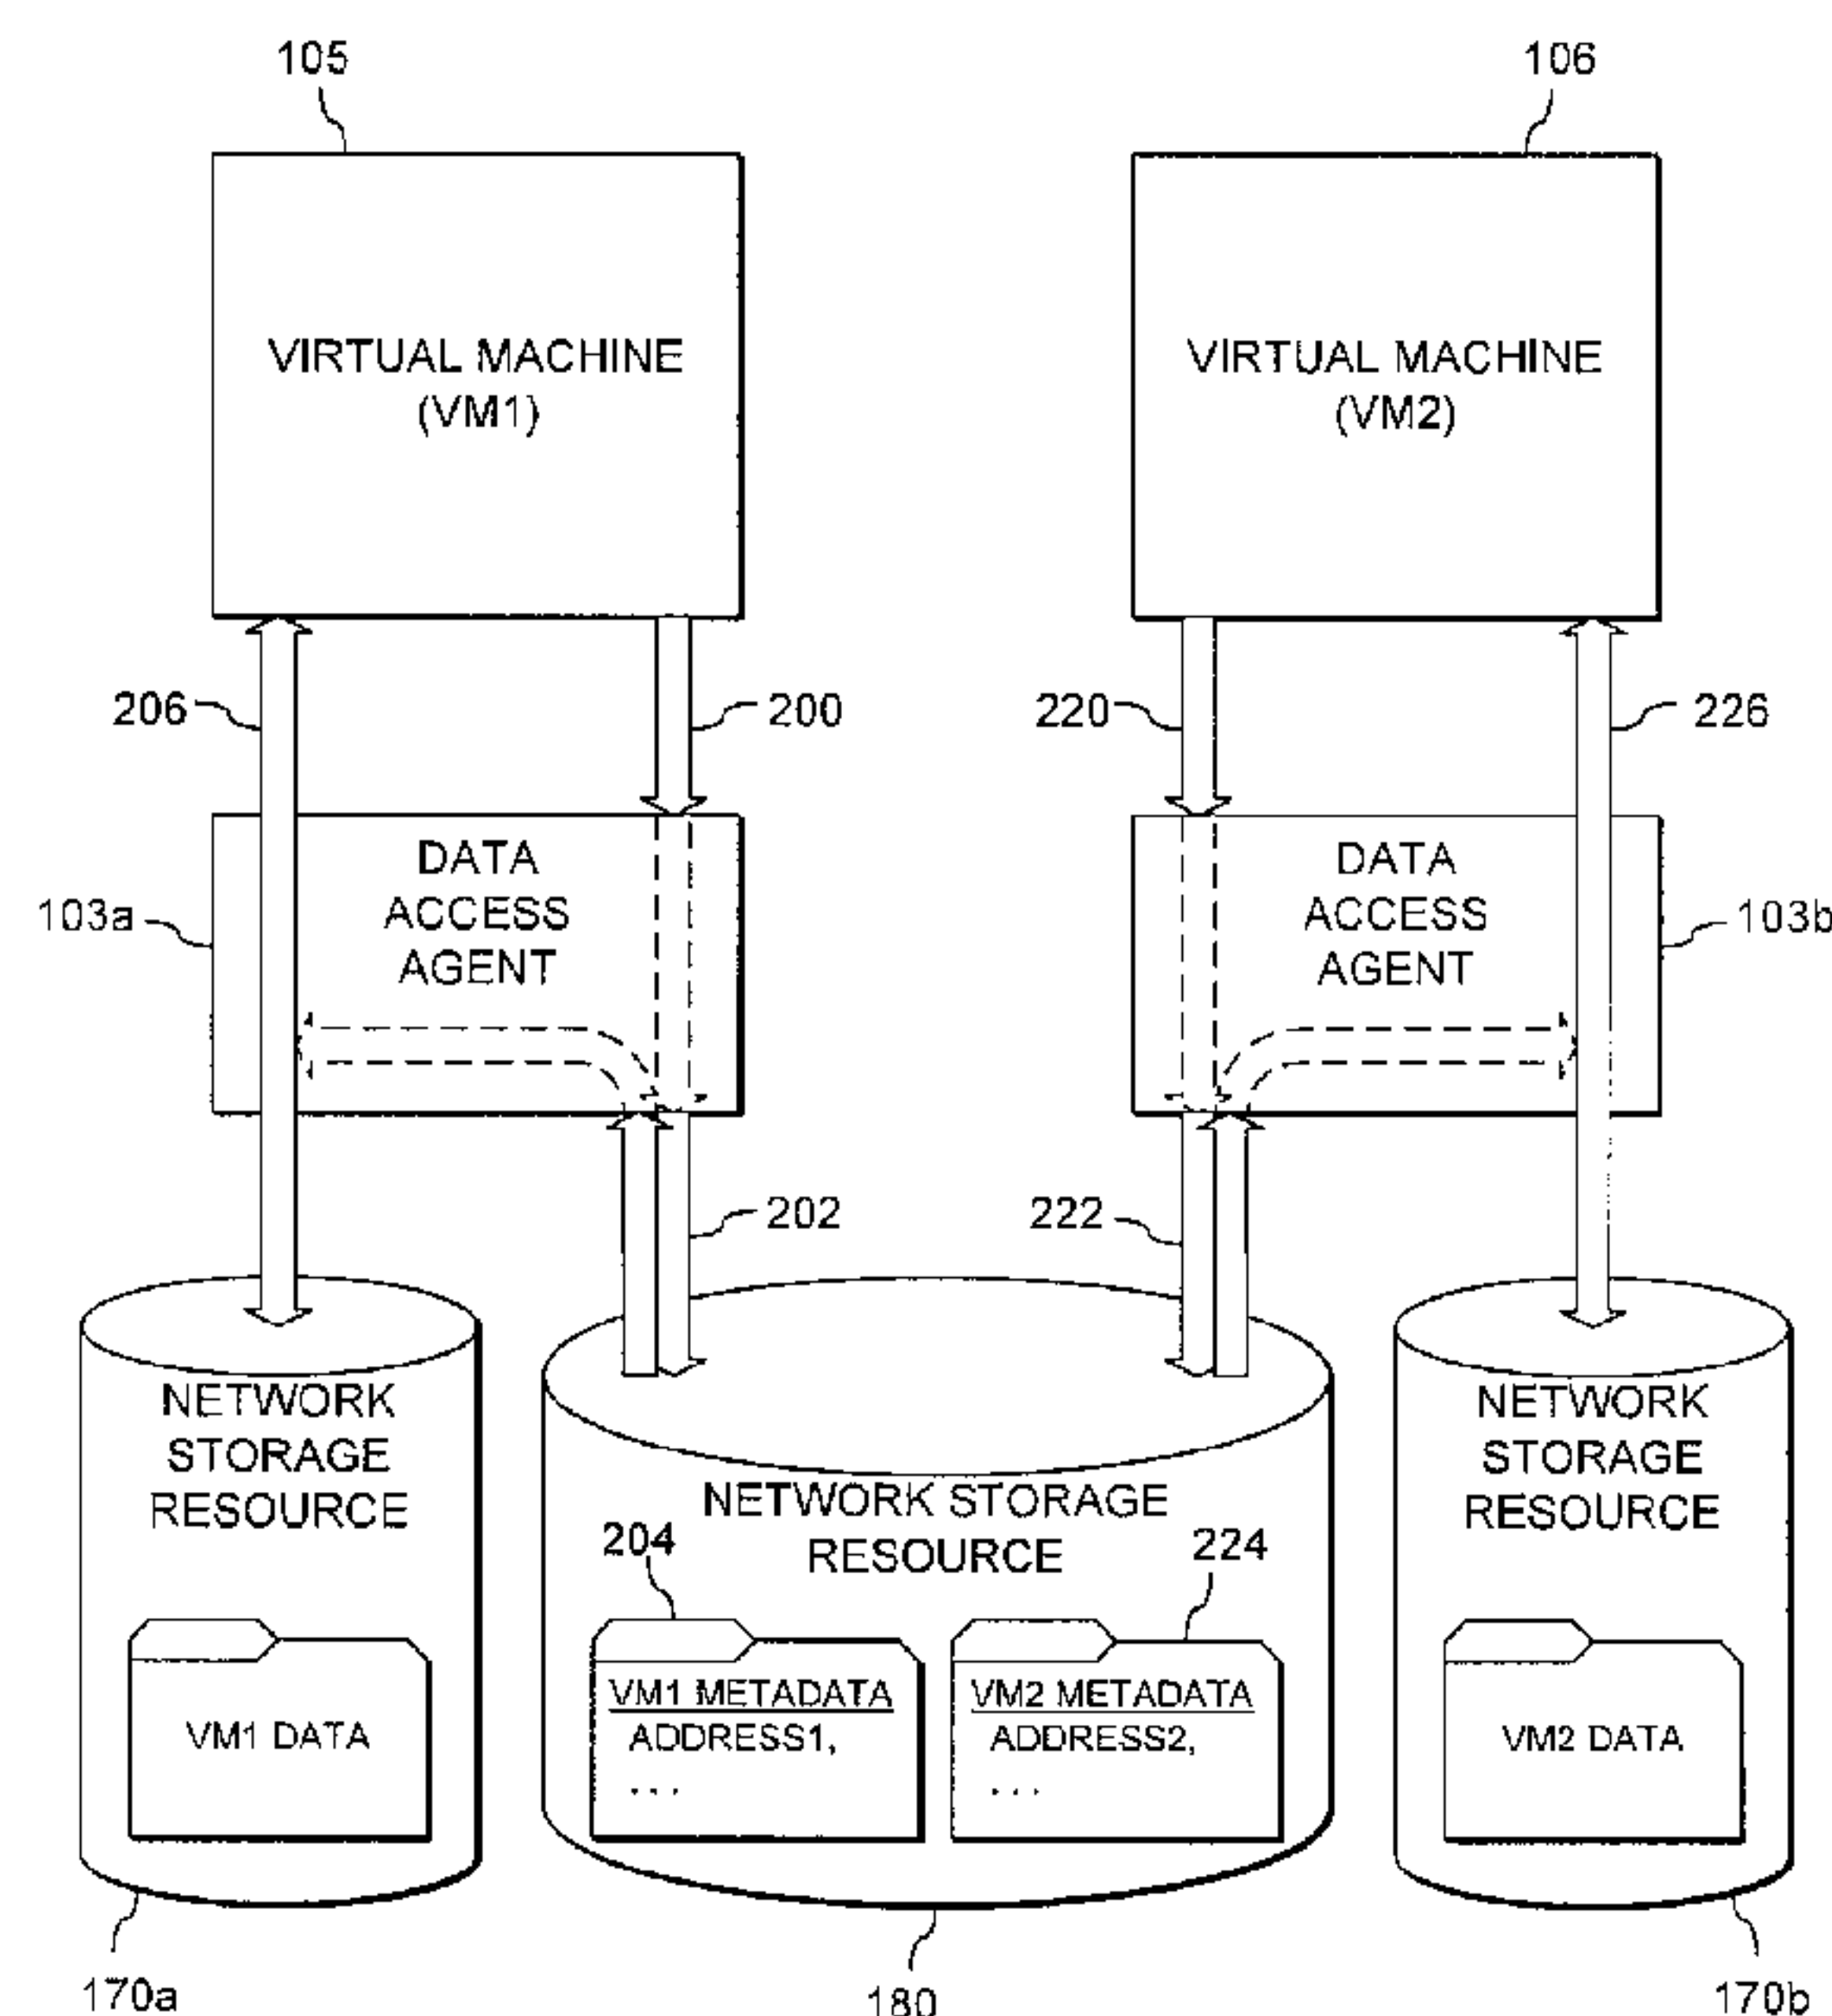 105
106
VIRTUAL MACHINE
(VM1)
VIRTUAL MACHINE
(VM2)
206
200
220
226
DATA
ACCESS
AGENT
DATA
ACCESS
AGENT
103a
103b
202
222
NETWORK
STORAGE
RESOURCE
NETWORK STORAGE
RESOURCE
NETWORK
STORAGE
RESOURCE
204
224
VM1 DATA
VM1 METADATA
ADDRESS1,
. . .
VM2 METADATA
ADDRESS2,
. . .
VM2 DATA
170a
180
170b